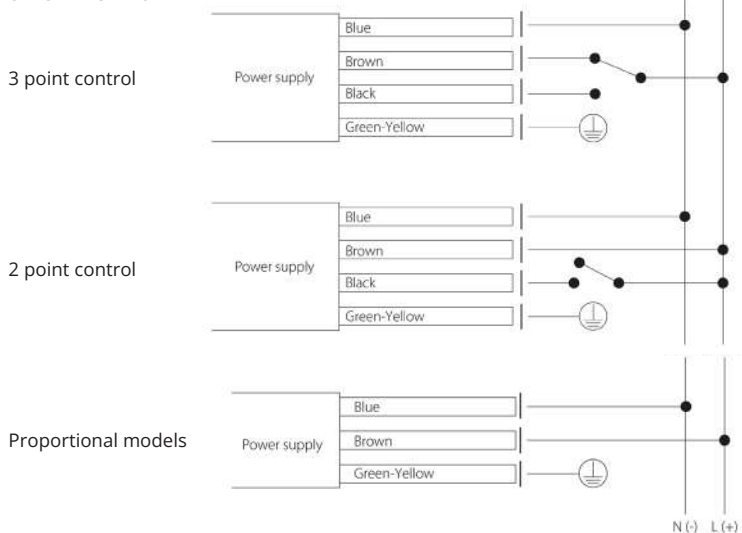 Blue
Brown
3 point control
Power supply
Black
Green-Yellow
Blue
Brown
2 point control
Power supply
Black
Green-Yellow
Blue
Proportional models
Power supply
Brown
Green-Yellow
N (-) L (+)